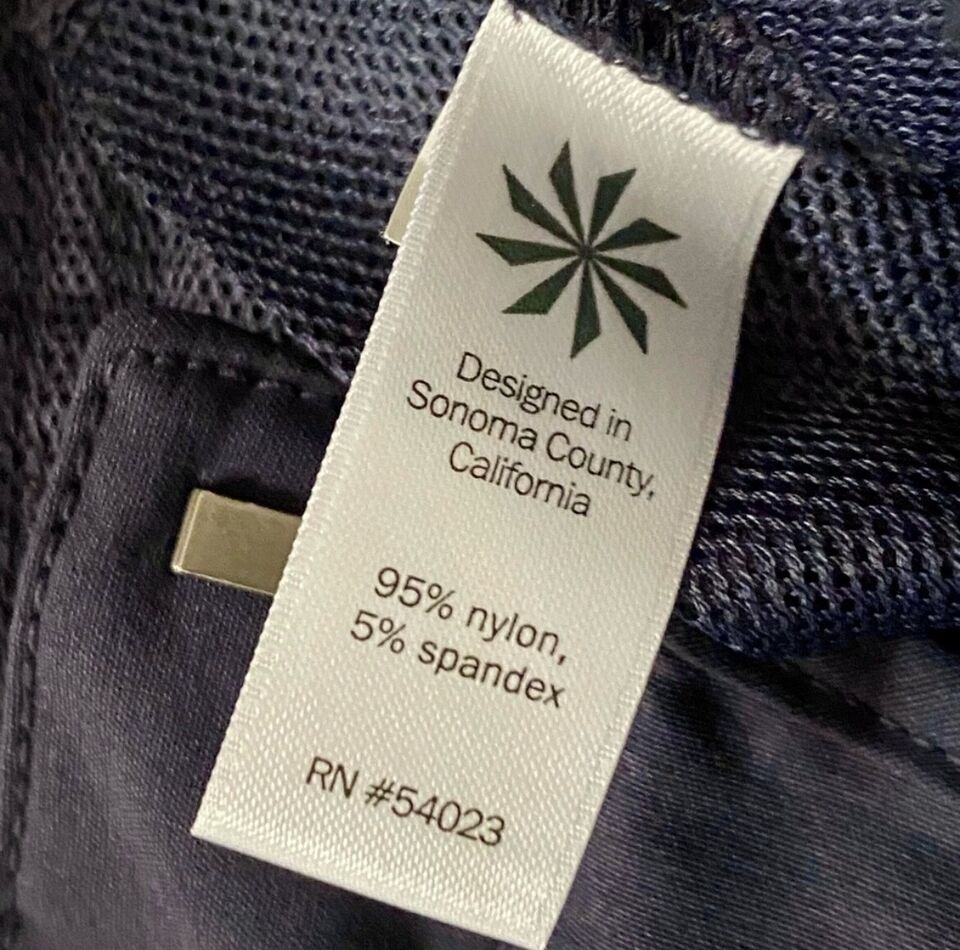 Designed in
Sonoma County,
California
95% nylon,
5% spandex
RN #54023